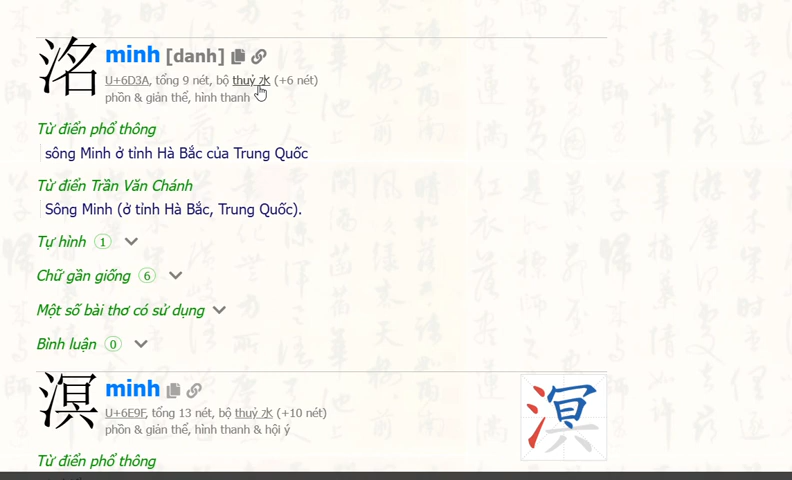 洺 minh [danh]
U+6D3A, tổng 9 nét, bộ thuỷ 水 (+6 nét)
phồn & giản thể, hình thanh
Từ điển phổ thông
sông Minh ở tỉnh Hà Bắc của Trung Quốc
Từ điển Trần Văn Chánh
Sông Minh (ở tỉnh Hà Bắc, Trung Quốc).
Tự hình 1
Chữ gần giống 6
Một số bài thơ có sử dụng
Bình luận 0
溟 minh
U+6E9F, tổng 13 nét, bộ thuỷ 水 (+10 nét)
phồn & giản thể, hình thanh & hội ý
溟
Từ điển phổ thông